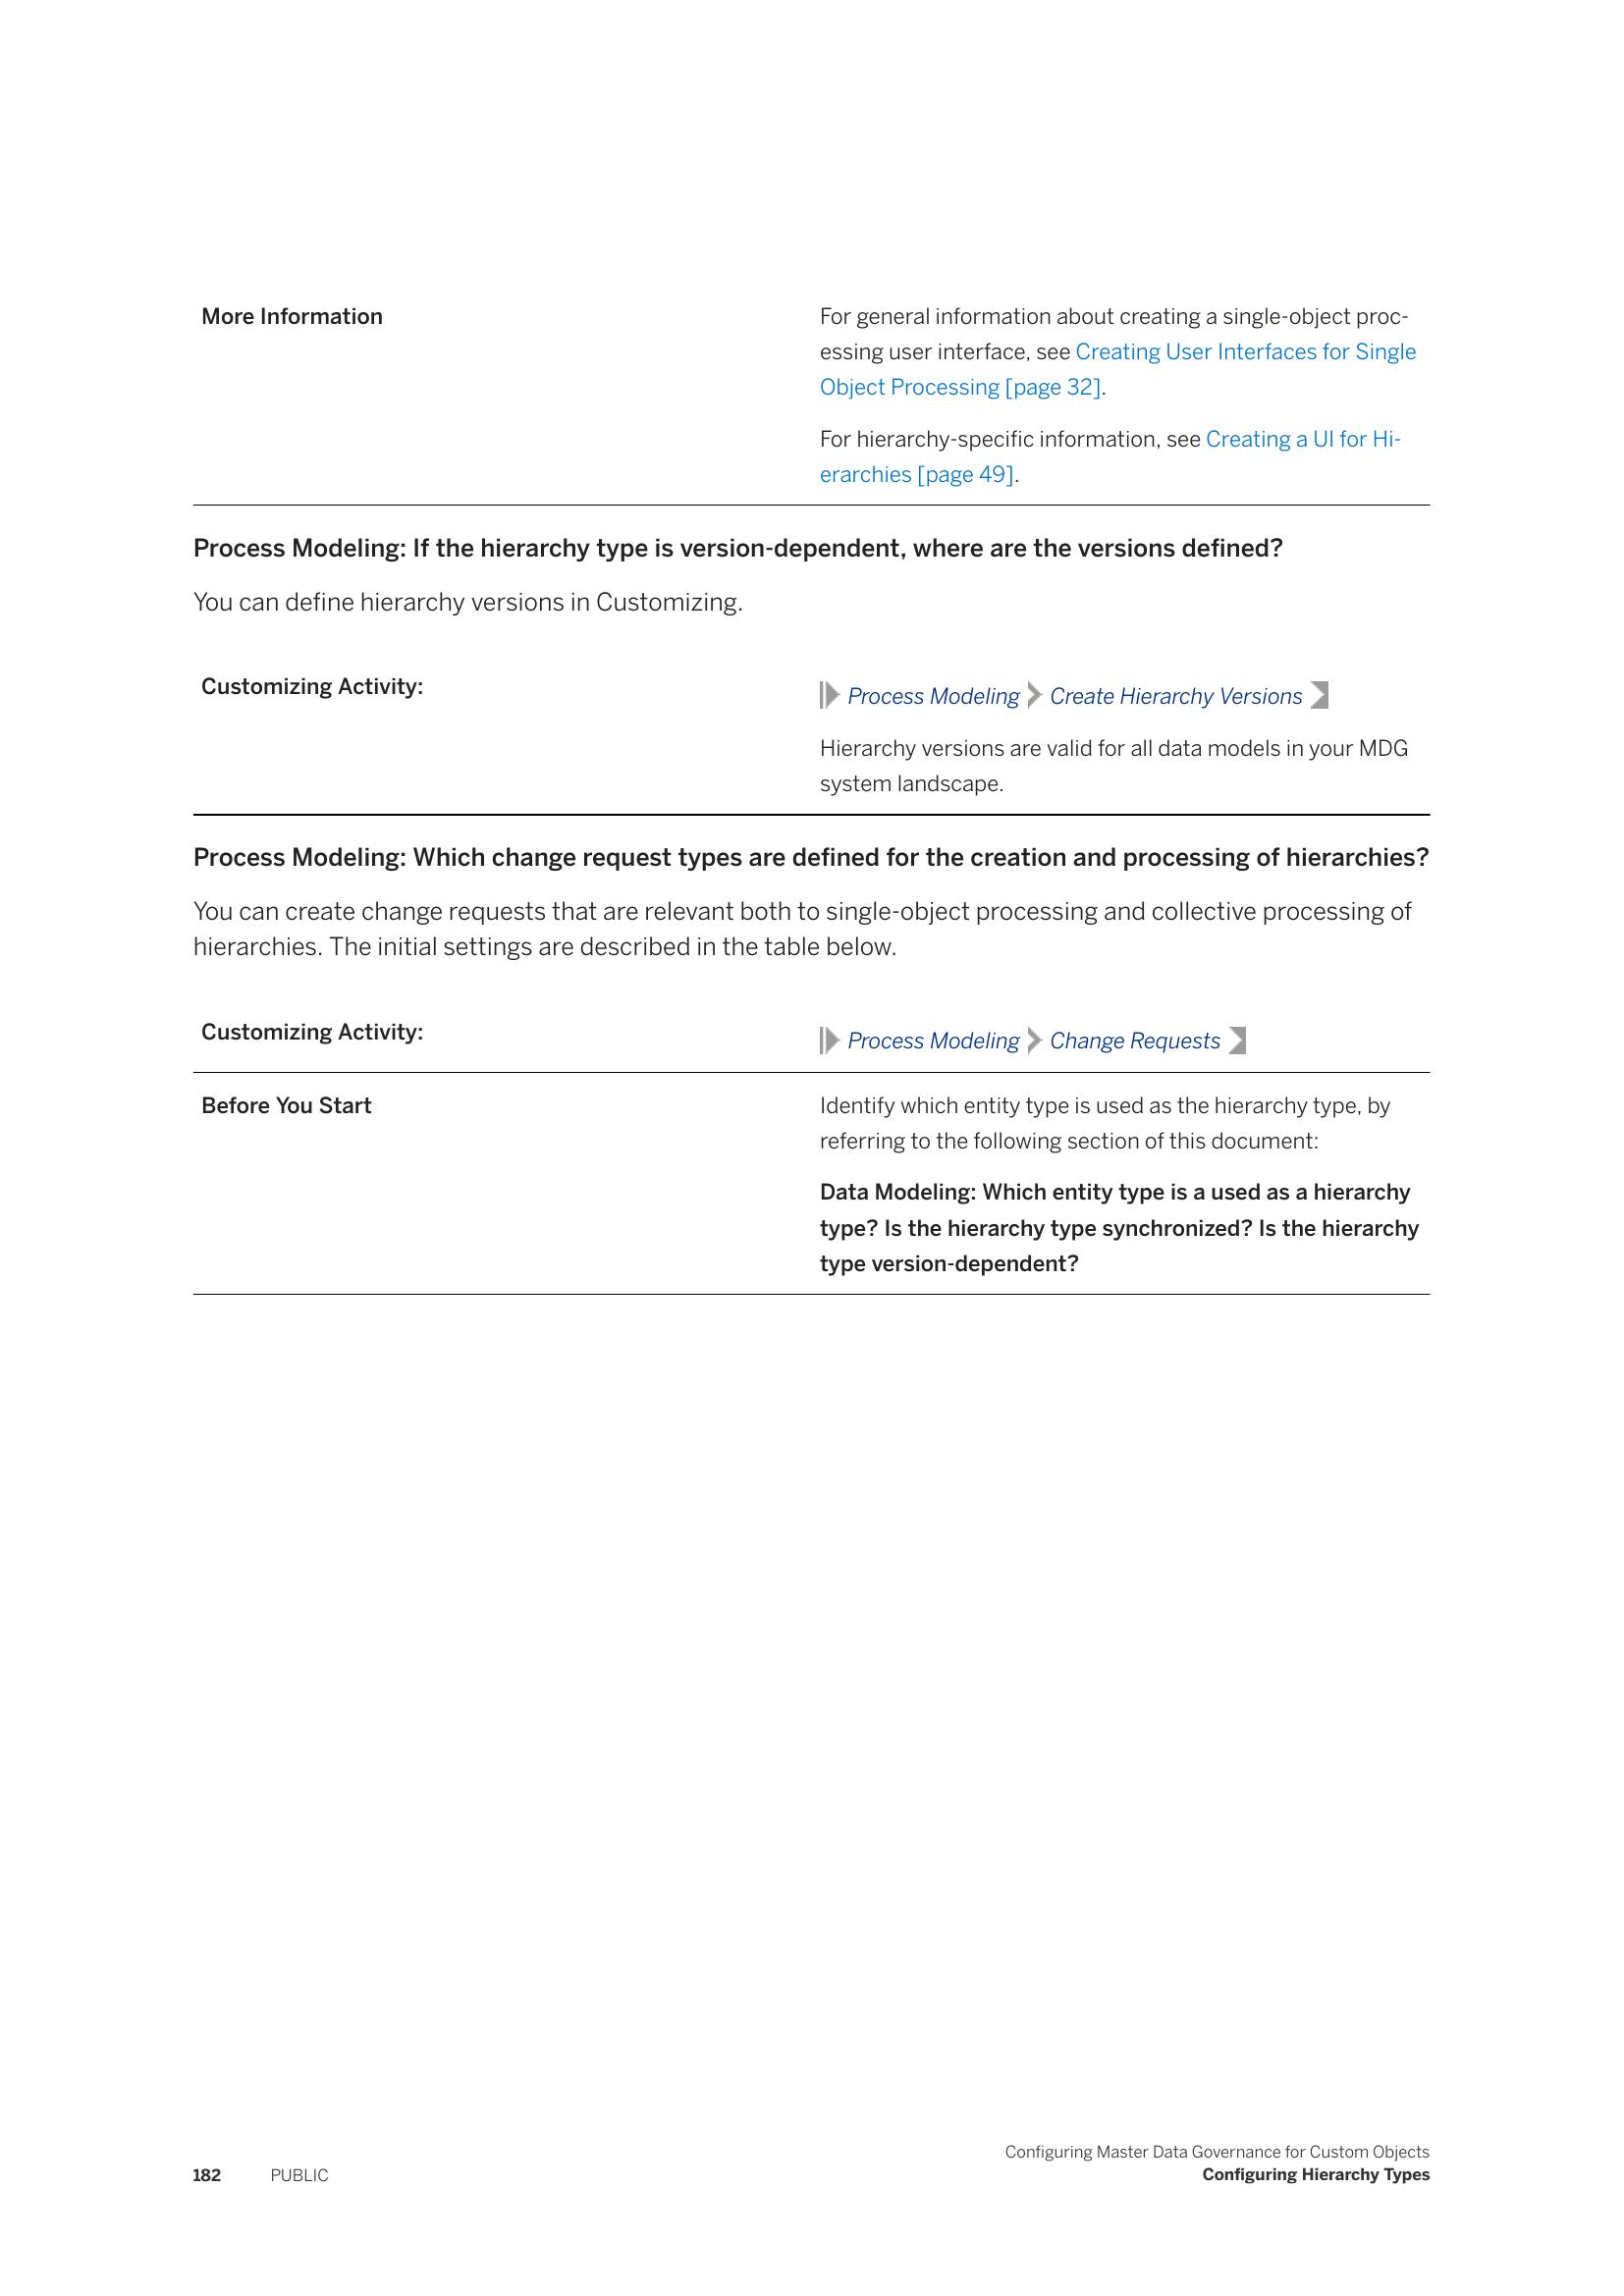 More Information
For general information about creating a single-object proc-
essing user interface, see Creating User Interfaces for Single
Object Processing [page 32].
For hierarchy-specific information, see Creating a UI for Hi-
erarchies [page 49].
Process Modeling: If the hierarchy type is version-dependent, where are the versions defined?
You can define hierarchy versions in Customizing.
Customizing Activity:
Process Modeling Create Hierarchy Versions
Hierarchy versions are valid for all data models in your MDG
system landscape.
Process Modeling: Which change request types are defined for the creation and processing of hierarchies?
You can create change requests that are relevant both to single-object processing and collective processing of
hierarchies. The initial settings are described in the table below.
Customizing Activity:
Process Modeling Change Requests
Before You Start
Identify which entity type is used as the hierarchy type, by
referring to the following section of this document:
Data Modeling: Which entity type is a used as a hierarchy
type? Is the hierarchy type synchronized? Is the hierarchy
type version-dependent?
Configuring Master Data Governance for Custom Objects
182 PUBLIC Configuring Hierarchy Types